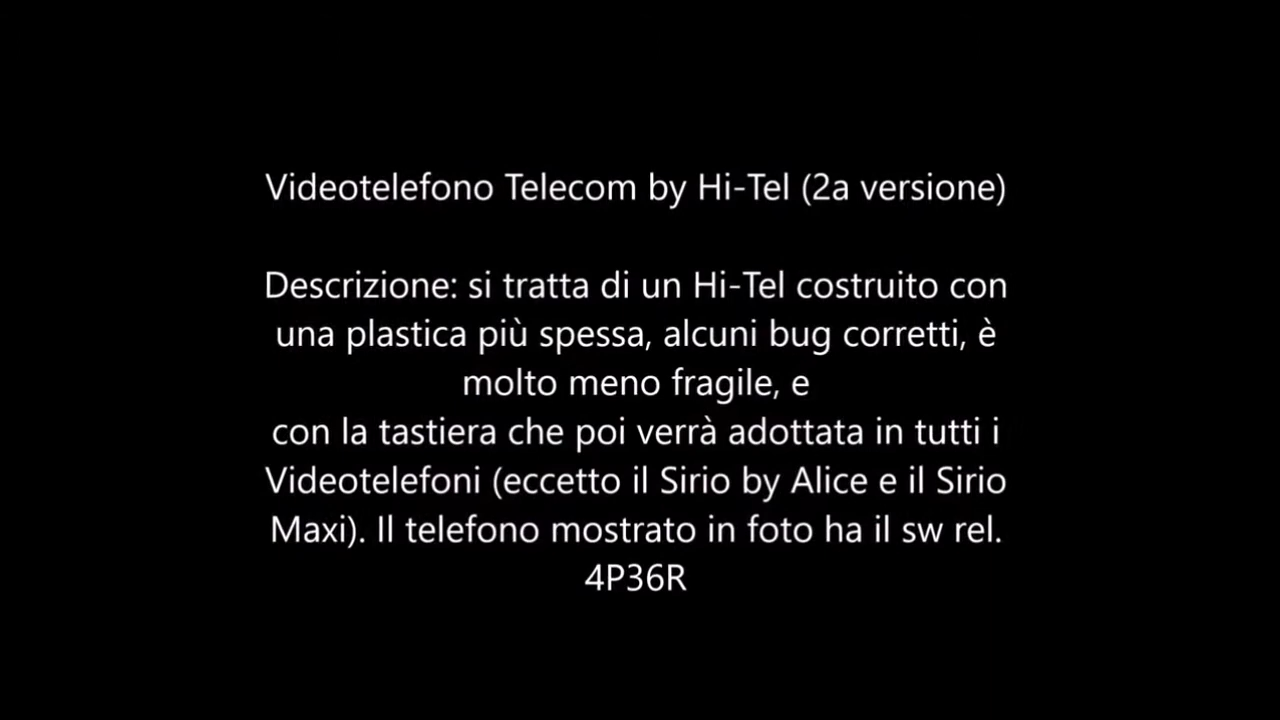 Videotelefono Telecom by Hi-Tel (2a versione)
Descrizione: si tratta di un Hi-Tel costruito con
una plastica più spessa, alcuni bug corretti, è
molto meno fragile, e
con la tastiera che poi verrà adottata in tutti i
Videotelefoni (eccetto il Sirio by Alice e il Sirio
Maxi). Il telefono mostrato in foto ha il sw rel.
4P36R